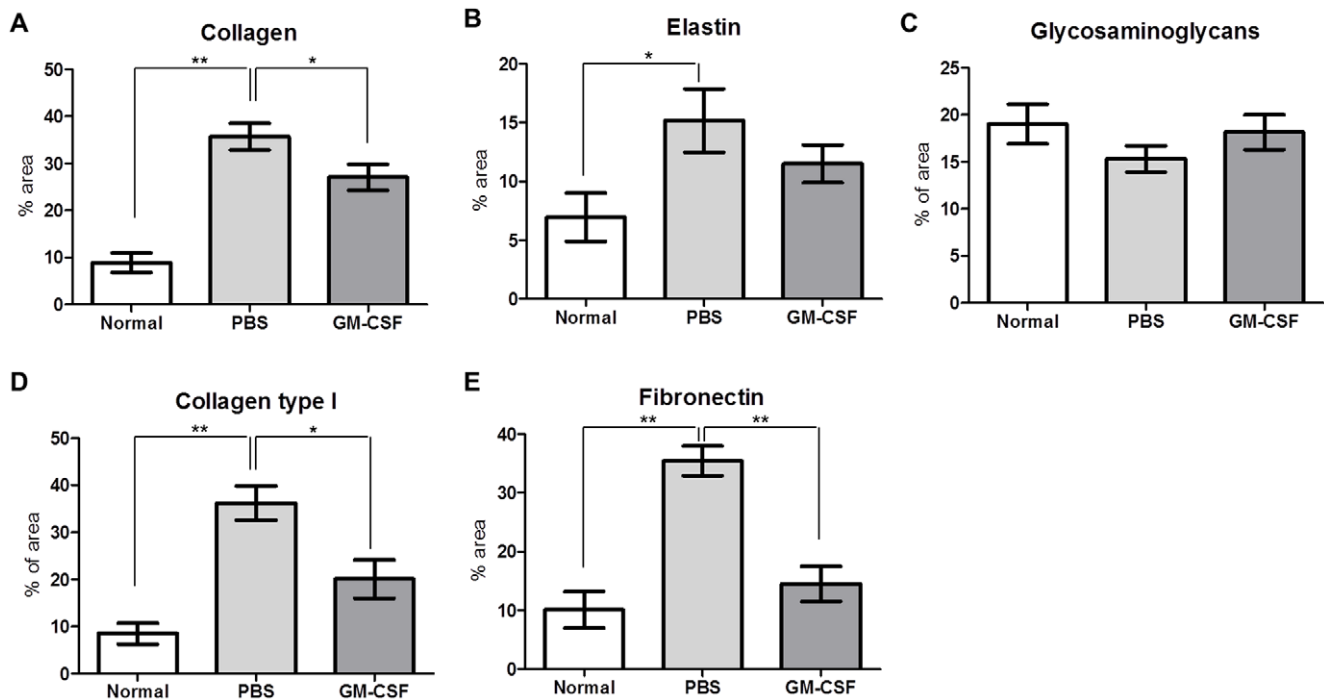 A
Collagen
** *
50
40
30
20
10
0
% area
Normal PBS GM-CSF
B
Elastin
*
20
15
10
5
0
% area
Normal PBS GM-CSF
C
Glycosaminoglycans
25
20
15
10
5
0
% of area
Normal PBS GM-CSF
D
Collagen type I
** *
50
40
30
20
10
0
% of area
Normal PBS GM-CSF
E
Fibronectin
** **
40
30
20
10
0
% area
Normal PBS GM-CSF